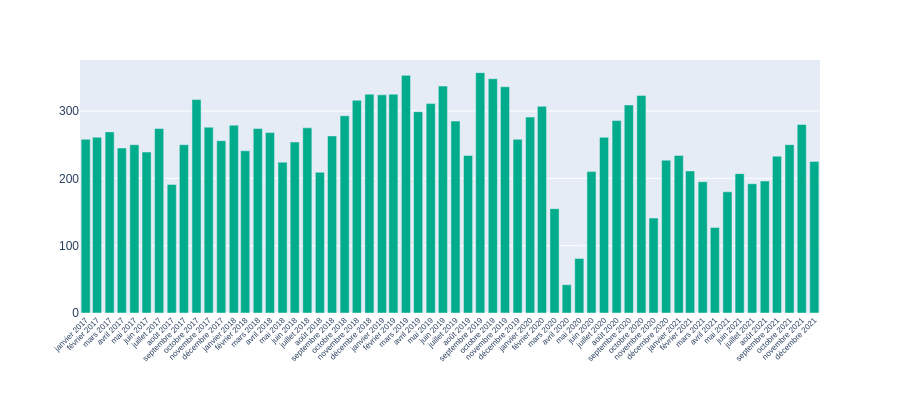 300
200
100
0
janvier 2017
février 2017
mars 2017
avril 2017
mai 2017
juin 2017
juillet 2017
août 2017
septembre 2017
octobre 2017
novembre 2017
décembre 2017
janvier 2018
février 2018
mars 2018
avril 2018
mai 2018
juin 2018
juillet 2018
août 2018
septembre 2018
octobre 2018
novembre 2018
décembre 2018
janvier 2019
février 2019
mars 2019
avril 2019
mai 2019
juin 2019
juillet 2019
août 2019
septembre 2019
octobre 2019
novembre 2019
décembre 2019
janvier 2020
février 2020
mars 2020
avril 2020
mai 2020
juin 2020
juillet 2020
août 2020
septembre 2020
octobre 2020
novembre 2020
décembre 2020
janvier 2021
février 2021
mars 2021
avril 2021
mai 2021
juin 2021
juillet 2021
août 2021
septembre 2021
octobre 2021
novembre 2021
décembre 2021